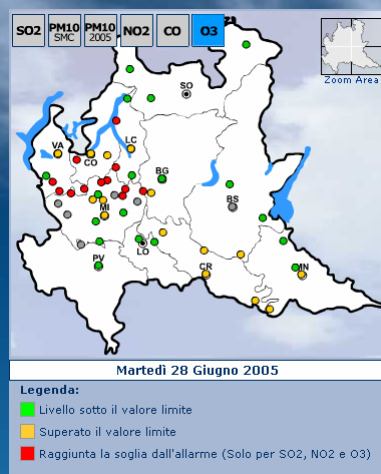 SO2 PM10 SMC PM10 2005 NO2 CO O3
Zoom Area
SO
VA
CO
LC
BG
BS
MI
LO
PV
CR
MN
Martedì 28 Giugno 2005
Legenda:
Livello sotto il valore limite
Superato il valore limite
Raggiunta la soglia dall'allarme (Solo per SO2, NO2 e O3)